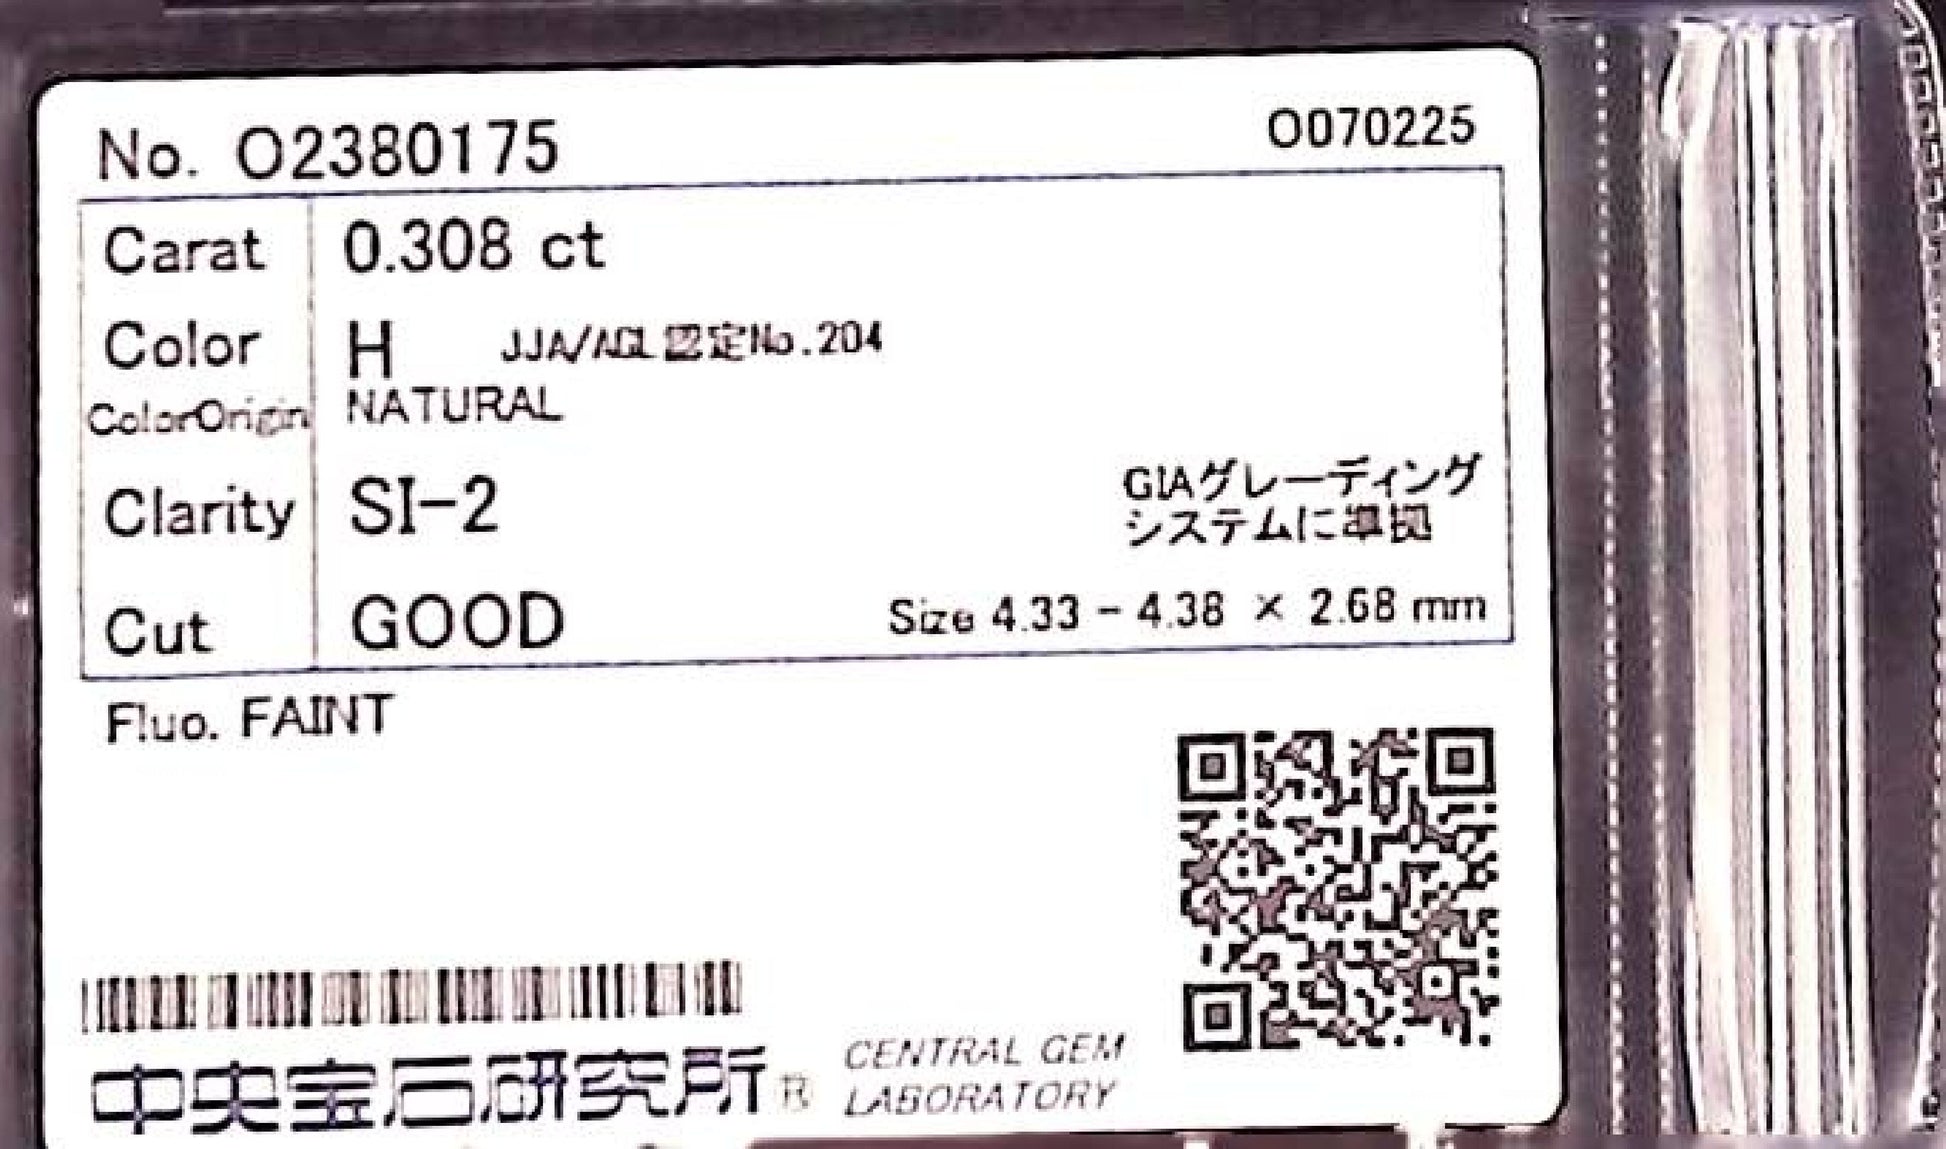 No. O2380175
O070225
Carat 0.308 ct
Color H JJA/AGL認定No.204
ColorOrigin NATURAL
Clarity SI-2
GIAグレーディング
システムに準拠
Cut GOOD Size 4.33 - 4.38 × 2.68 mm
Fluo. FAINT
中央宝石研究所® CENTRAL GEM
LABORATORY